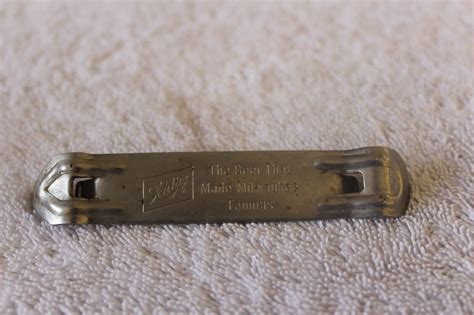 Schlitz
The Beer That
Made Milwaukee
Famous